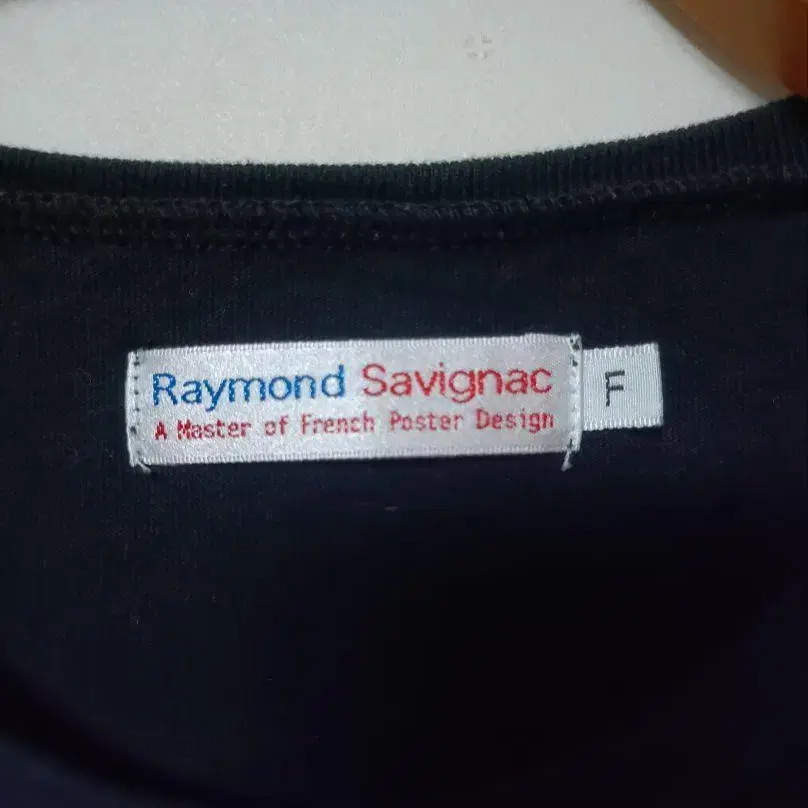 Raymond Savignac
A Master of French Poster Design
F